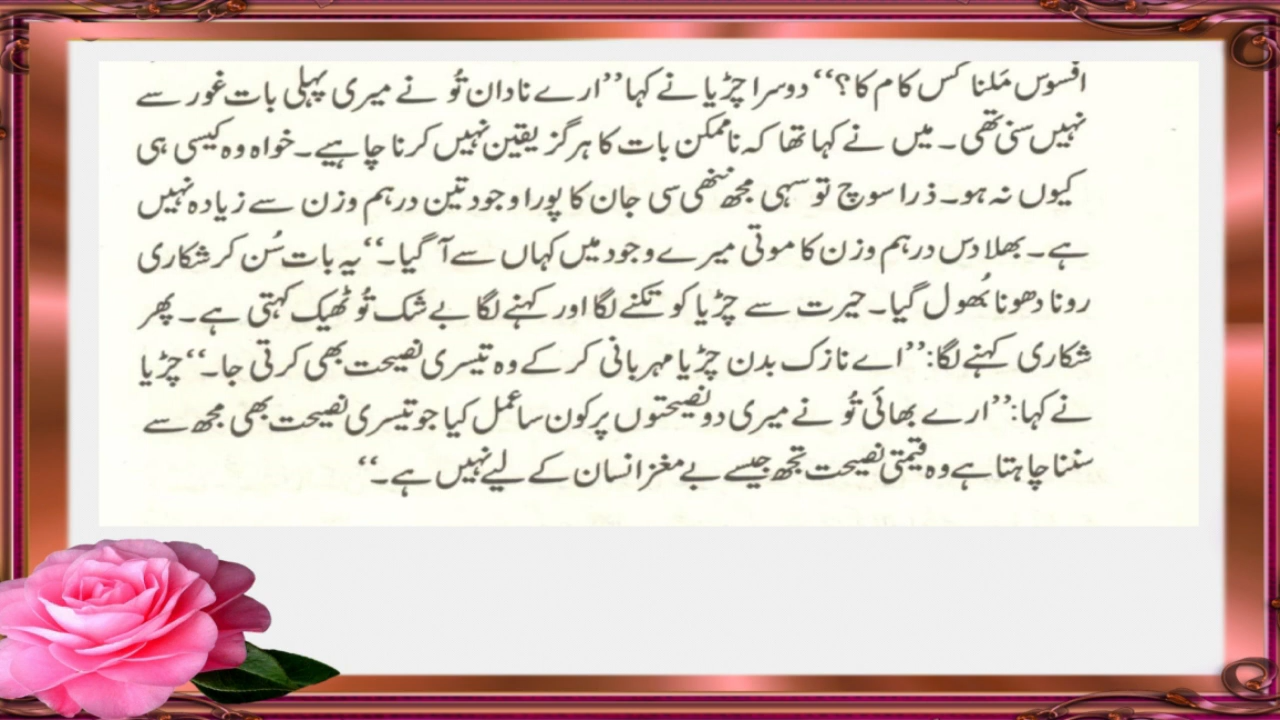 افسوس مَلنا کس کام کا؟‘‘ دوسرا چڑیا نے کہا ’’ارے نادان تُو نے میری پہلی بات غور سے
نہیں سنی تھی۔ میں نے کہا تھا کہ ناممکن بات کا ہرگز یقین نہیں کرنا چاہیے۔ خواہ وہ کیسی ہی
کیوں نہ ہو۔ ذرا سوچ تو سہی مجھ ننھی سی جان کا پورا وجود تین درہم وزن سے زیادہ نہیں
ہے۔ بھلا دس درہم وزن کا موتی میرے وجود میں کہاں سے آ گیا۔‘‘ یہ بات سُن کر شکاری
رونا دھونا بُھول گیا۔ حیرت سے چڑیا کو تکنے لگا اور کہنے لگا بے شک تُو ٹھیک کہتی ہے۔ پھر
شکاری کہنے لگا: ’’اے نازک بدن چڑیا مہربانی کر کے وہ تیسری نصیحت بھی کرتی جا۔‘‘ چڑیا
نے کہا: ’’ارے بھائی تُو نے میری دو نصیحتوں پر کون سا عمل کیا جو تیسری نصیحت بھی مجھ سے
سننا چاہتا ہے وہ قیمتی نصیحت تجھ جیسے بے مغز انسان کے لیے نہیں ہے۔‘‘